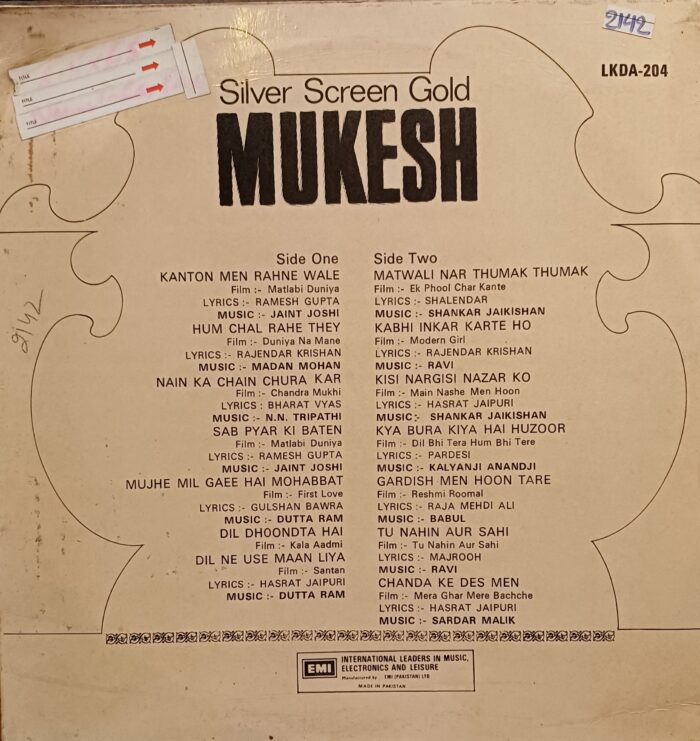 2142
LKDA-204
TITLE
TITLE
TITLE
Silver Screen Gold
MUKESH
Side One
KANTON MEN RAHNE WALE
Film :- Matlabi Duniya
LYRICS :- RAMESH GUPTA
MUSIC :- JAINT JOSHI
HUM CHAL RAHE THEY
Film :- Duniya Na Mane
LYRICS :- RAJENDAR KRISHAN
MUSIC :- MADAN MOHAN
NAIN KA CHAIN CHURA KAR
Film :- Chandra Mukhi
LYRICS : BHARAT VYAS
MUSIC :- N.N. TRIPATHI
SAB PYAR KI BATEN
Film :- Matlabi Duniya
LYRICS :- RAMESH GUPTA
MUSIC :- JAINT JOSHI
MUJHE MIL GAEE HAI MOHABBAT
Film :- First Love
LYRICS :- GULSHAN BAWRA
MUSIC :- DUTTA RAM
DIL DHOONDTA HAI
Film :- Kala Aadmi
DIL NE USE MAAN LIYA
Film :- Santan
LYRICS :- HASRAT JAIPURI
MUSIC :- DUTTA RAM
Side Two
MATWALI NAR THUMAK THUMAK
Film :- Ek Phool Char Kante
LYRICS :- SHALENDAR
MUSIC :- SHANKAR JAIKISHAN
KABHI INKAR KARTE HO
Film :- Modern Girl
LYRICS :- RAJENDAR KRISHAN
MUSIC :- RAVI
KISI NARGISI NAZAR KO
Film :- Main Nashe Men Hoon
LYRICS :- HASRAT JAIPURI
MUSIC :- SHANKAR JAIKISHAN
KYA BURA KIYA HAI HUZOOR
Film :- Dil Bhi Tera Hum Bhi Tere
LYRICS :- PARDESI
MUSIC :- KALYANJI ANANDJI
GARDISH MEN HOON TARE
Film :- Reshmi Roomal
LYRICS :- RAJA MEHDI ALI
MUSIC :- BABUL
TU NAHIN AUR SAHI
Film :- Tu Nahin Aur Sahi
LYRICS :- MAJROOH
MUSIC :- RAVI
CHANDA KE DES MEN
Film :- Mera Ghar Mere Bachche
LYRICS :- HASRAT JAIPURI
MUSIC :- SARDAR MALIK
2142
EMI
INTERNATIONAL LEADERS IN MUSIC,
ELECTRONICS AND LEISURE
Manufactured by EMI (PAKISTAN) LTD.
MADE IN PAKISTAN